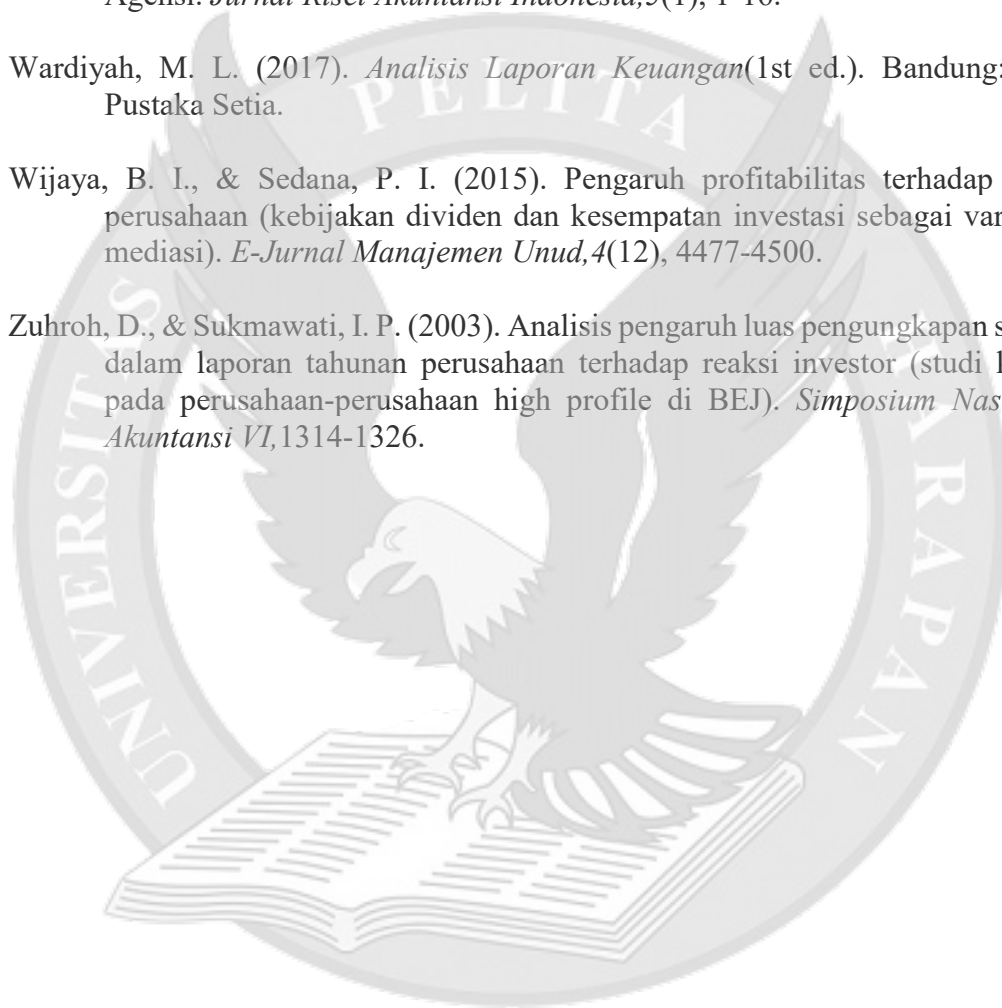 Agensi. Jurnal Riset Akuntansi Indonesia,5(1), 1-16.
Wardiyah, M. L. (2017). Analisis Laporan Keuangan(1st ed.). Bandung:
Pustaka Setia.
Wijaya, B. I., & Sedana, P. I. (2015). Pengaruh profitabilitas terhadap
perusahaan (kebijakan dividen dan kesempatan investasi sebagai
mediasi). E-Jurnal Manajemen Unud,4(12), 4477-4500.
Zuhroh, D., & Sukmawati, I. P. (2003). Analisis pengaruh luas pengungkapan
dalam laporan tahunan perusahaan terhadap reaksi investor (studi
pada perusahaan-perusahaan high profile di BEJ). Simposium
Akuntansi VI,1314-1326.
UNIVERSITAS PELITA HARAPAN